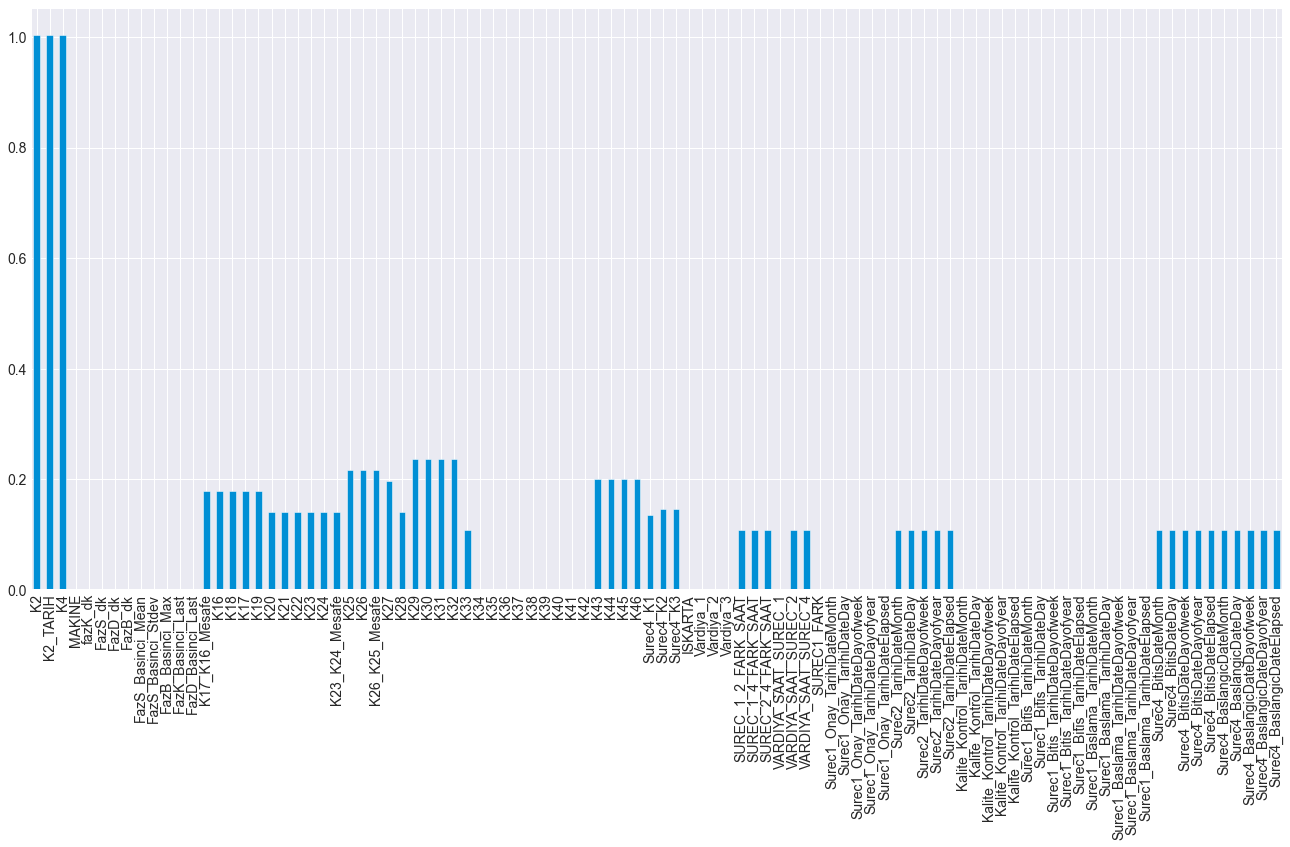 1.0
0.8
0.6
0.4
0.2
0.0
K2
K2_TARIH
K4
MAKINE
fazK_dk
FazS_dk
FazD_dk
FazB_dk
FazS_Basinci_Mean
FazS_Basinci_Stdev
FazB_Basinci_Max
FazK_Basinci_Last
FazD_Basinci_Last
K17_K16_Mesafe
K16
K18
K17
K19
K20
K21
K22
K23
K24
K23_K24_Mesafe
K25
K26
K26_K25_Mesafe
K27
K28
K29
K30
K31
K32
K33
K34
K35
K36
K37
K38
K39
K40
K41
K42
K43
K44
K45
K46
Surec4_K1
Surec4_K2
Surec4_K3
ISKARTA
Vardiya_1
Vardiya_2
Vardiya_3
SUREC_1_2_FARK_SAAT
SUREC_1_4_FARK_SAAT
SUREC_2_4_FARK_SAAT
VARDIYA_SAAT_SUREC_1
VARDIYA_SAAT_SUREC_2
VARDIYA_SAAT_SUREC_4
_SUREC1_FARK
Surec1_Onay_TarihiDateMonth
Surec1_Onay_TarihiDateDay
Surec1_Onay_TarihiDateDayofweek
Surec1_Onay_TarihiDateDayofyear
Surec1_Onay_TarihiDateElapsed
Surec2_TarihiDateMonth
Surec2_TarihiDateDay
Surec2_TarihiDateDayofweek
Surec2_TarihiDateDayofyear
Surec2_TarihiDateElapsed
Kalite_Kontrol_TarihiDateMonth
Kalite_Kontrol_TarihiDateDay
Kalite_Kontrol_TarihiDateDayofweek
Kalite_Kontrol_TarihiDateDayofyear
Kalite_Kontrol_TarihiDateElapsed
Surec1_Bitis_TarihiDateMonth
Surec1_Bitis_TarihiDateDay
Surec1_Bitis_TarihiDateDayofweek
Surec1_Bitis_TarihiDateDayofyear
Surec1_Bitis_TarihiDateElapsed
Surec1_Baslama_TarihiDateMonth
Surec1_Baslama_TarihiDateDay
Surec1_Baslama_TarihiDateDayofweek
Surec1_Baslama_TarihiDateDayofyear
Surec1_Baslama_TarihiDateElapsed
Surec4_BitisDateMonth
Surec4_BitisDateDay
Surec4_BitisDateDayofweek
Surec4_BitisDateDayofyear
Surec4_BitisDateElapsed
Surec4_BaslangicDateMonth
Surec4_BaslangicDateDay
Surec4_BaslangicDateDayofweek
Surec4_BaslangicDateDayofyear
Surec4_BaslangicDateElapsed